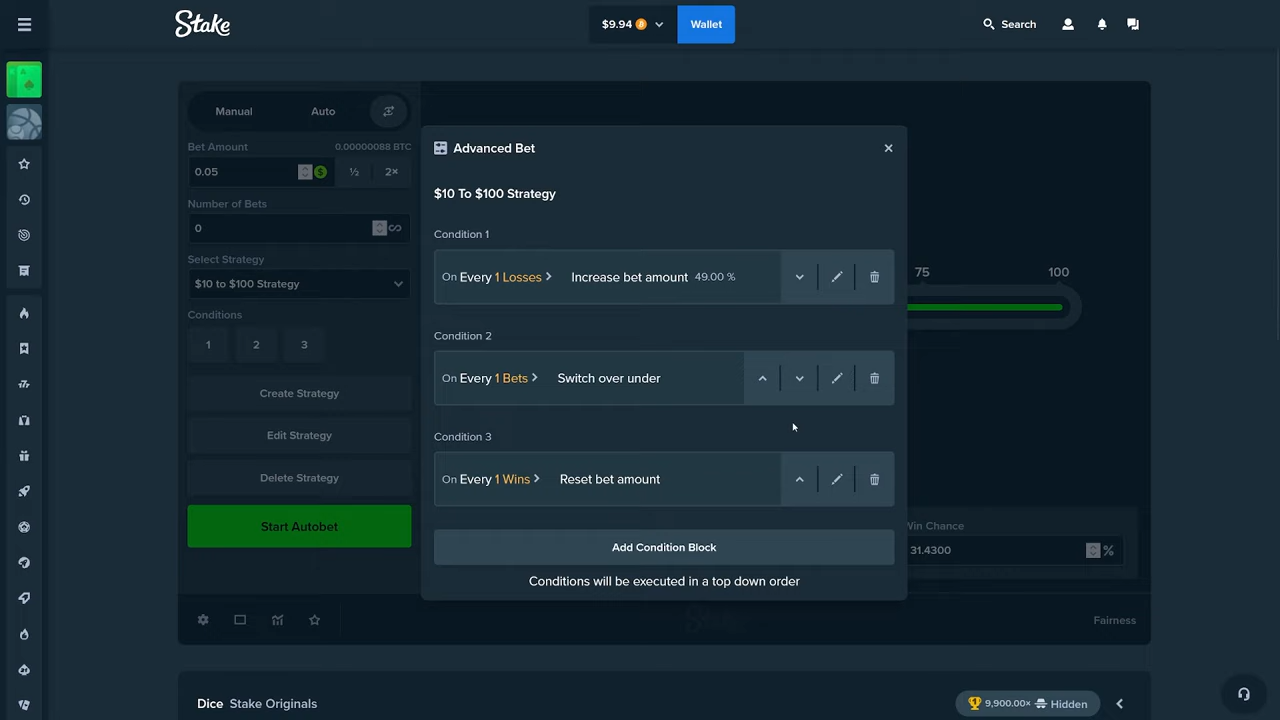 Stake
$9.94
Wallet
Search
Manual
Auto
Bet Amount
0.00000088 BTC
0.05
½
2×
Number of Bets
0
∞
Select Strategy
$10 to $100 Strategy
Conditions
1
2
3
Create Strategy
Edit Strategy
Delete Strategy
Start Autobet
Advanced Bet
$10 To $100 Strategy
Condition 1
On Every 1 Losses > Increase bet amount 49.00 %
Condition 2
On Every 1 Bets > Switch over under
Condition 3
On Every 1 Wins > Reset bet amount
Add Condition Block
Conditions will be executed in a top down order
75
100
Win Chance
31.4300
%
Stake
Fairness
Dice Stake Originals
9,900.00× Hidden